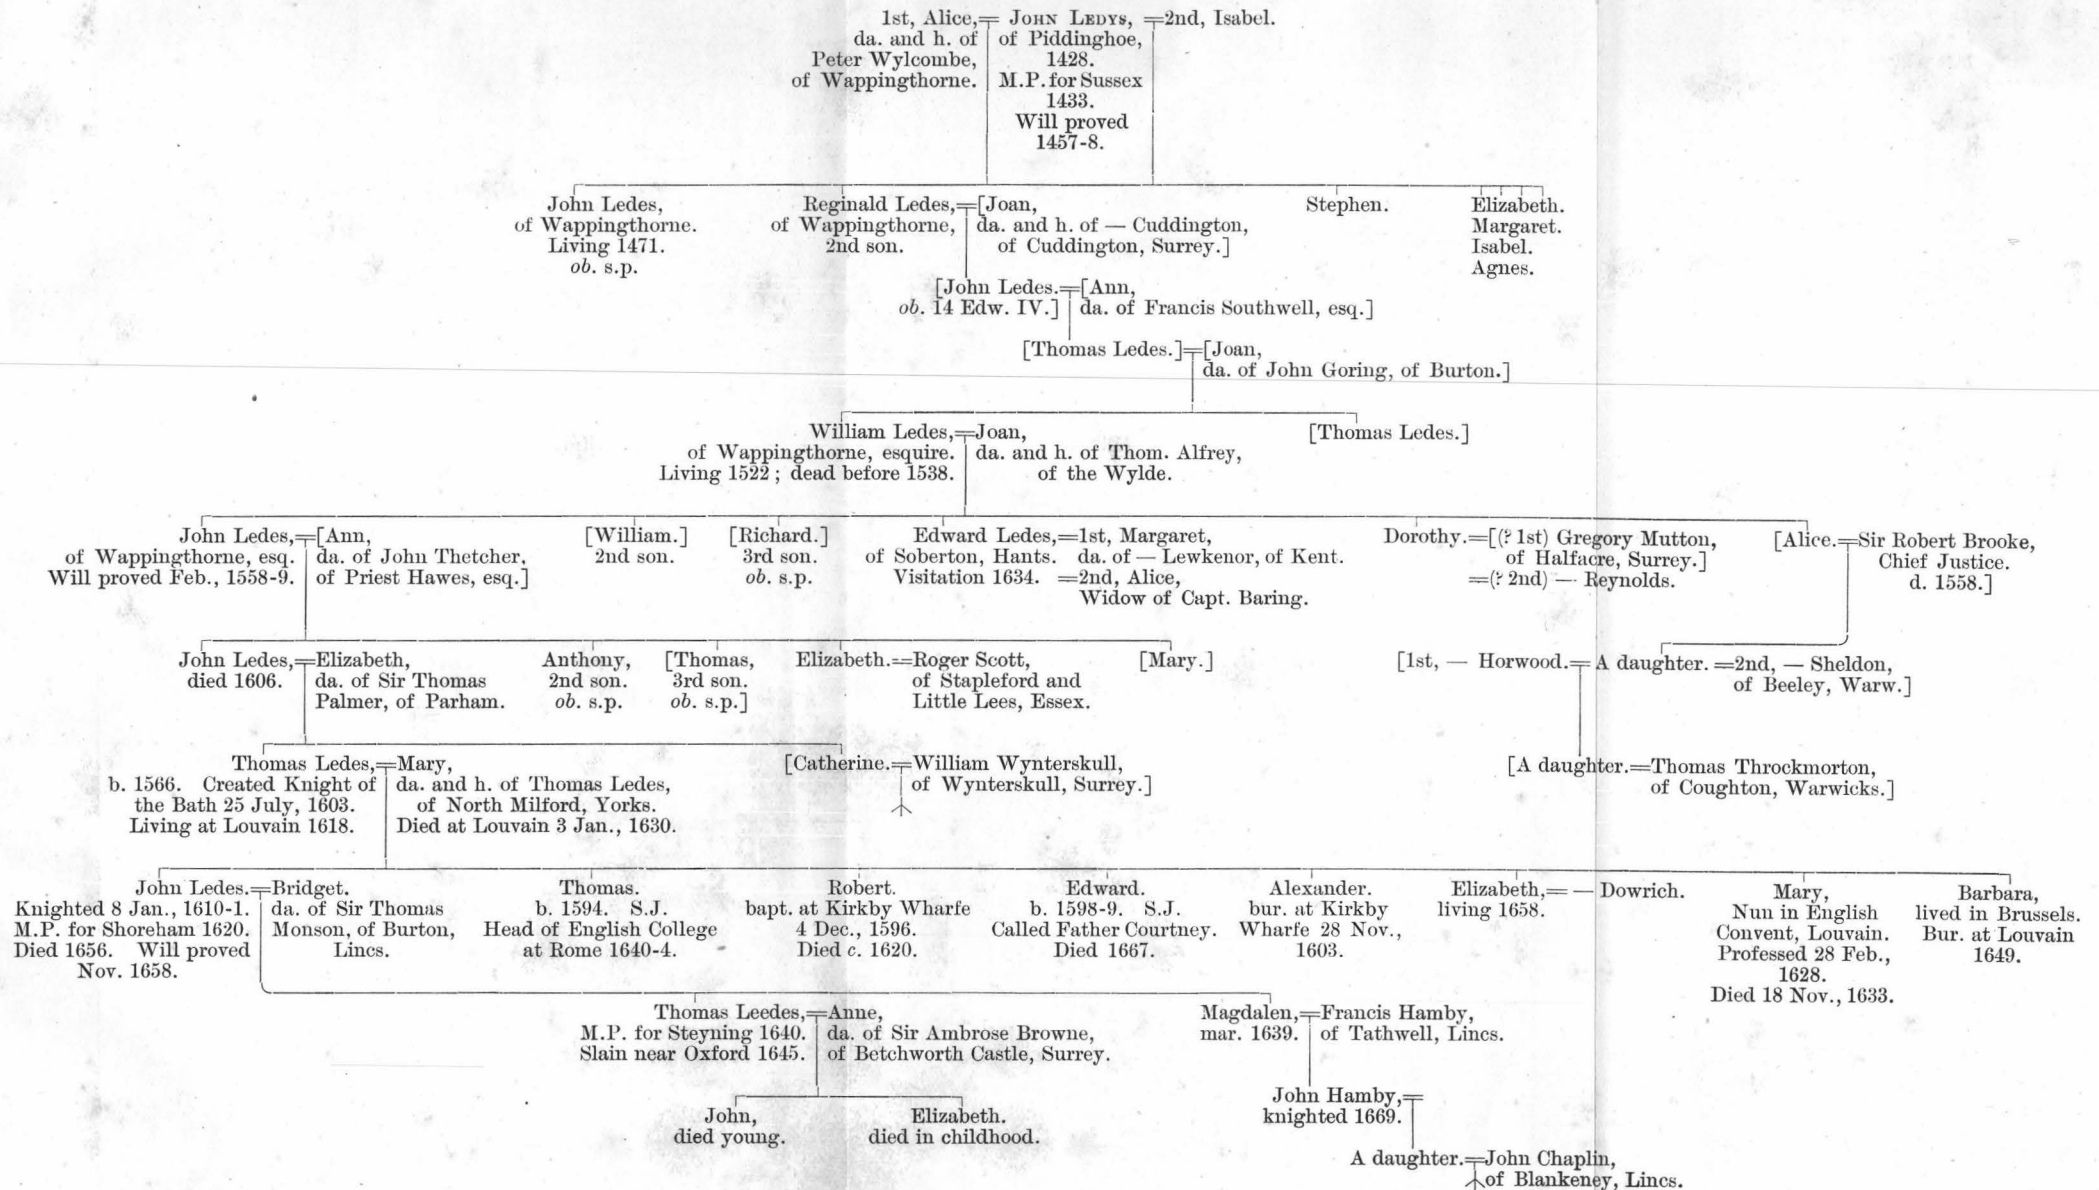 1st, Alice,= JOHN LEDYS, =2nd, Isabel.
da. and h. of
Peter Wylcombe,
of Wappingthorne.
of Piddinghoe,
1428.
M.P. for Sussex
1433.
Will proved
1457-8.
John Ledes,
of Wappingthorne.
Living 1471.
ob. s.p.
Reginald Ledes,=[Joan,
of Wappingthorne,
2nd son.
da. and h. of — Cuddington,
of Cuddington, Surrey.]
Stephen.
Elizabeth.
Margaret.
Isabel.
Agnes.
[John Ledes.=[Ann,
ob. 14 Edw. IV.]
da. of Francis Southwell, esq.]
[Thomas Ledes.]=[Joan,
da. of John Goring, of Burton.]
William Ledes,=Joan,
of Wappingthorne, esquire.
Living 1522 ; dead before 1538.
da. and h. of Thom. Alfrey,
of the Wylde.
[Thomas Ledes.]
John Ledes,=[Ann,
of Wappingthorne, esq.
Will proved Feb., 1558-9.
da. of John Thetcher,
of Priest Hawes, esq.]
[William.]
2nd son.
[Richard.]
3rd son.
ob. s.p.
Edward Ledes,=1st, Margaret,
of Soberton, Hants.
Visitation 1634.
da. of — Lewkenor, of Kent.
=2nd, Alice,
Widow of Capt. Baring.
Dorothy.=[(? 1st) Gregory Mutton,
of Halfacre, Surrey.]
=(? 2nd) — Reynolds.
[Alice.=Sir Robert Brooke,
Chief Justice.
d. 1558.]
John Ledes,=Elizabeth,
died 1606.
da. of Sir Thomas
Palmer, of Parham.
Anthony,
2nd son.
ob. s.p.
[Thomas,
3rd son.
ob. s.p.]
Elizabeth.=Roger Scott,
of Stapleford and
Little Lees, Essex.
[Mary.]
[1st, — Horwood.=A daughter.=2nd, — Sheldon,
of Beeley, Warw.]
Thomas Ledes,=Mary,
b. 1566. Created Knight of
the Bath 25 July, 1603.
Living at Louvain 1618.
da. and h. of Thomas Ledes,
of North Milford, Yorks.
Died at Louvain 3 Jan., 1630.
[Catherine.=William Wynterskull,
of Wynterskull, Surrey.]
[A daughter.=Thomas Throckmorton,
of Coughton, Warwicks.]
John Ledes.=Bridget.
Knighted 8 Jan., 1610-1.
M.P. for Shoreham 1620.
Died 1656. Will proved
Nov. 1658.
da. of Sir Thomas
Monson, of Burton,
Lincs.
Thomas.
b. 1594. S.J.
Head of English College
at Rome 1640-4.
Robert.
bapt. at Kirkby Wharfe
4 Dec., 1596.
Died c. 1620.
Edward.
b. 1598-9. S.J.
Called Father Courtney.
Died 1667.
Alexander.
bur. at Kirkby
Wharfe 28 Nov.,
1603.
Elizabeth,= — Dowrich.
living 1658.
Mary,
Nun in English
Convent, Louvain.
Professed 28 Feb.,
1628.
Died 18 Nov., 1633.
Barbara,
lived in Brussels.
Bur. at Louvain
1649.
Thomas Leedes,=Anne,
M.P. for Steyning 1640.
Slain near Oxford 1645.
da. of Sir Ambrose Browne,
of Betchworth Castle, Surrey.
Magdalen,=Francis Hamby,
mar. 1639.
of Tathwell, Lincs.
John,
died young.
Elizabeth.
died in childhood.
John Hamby,=
knighted 1669.
A daughter.=John Chaplin,
of Blankeney, Lincs.